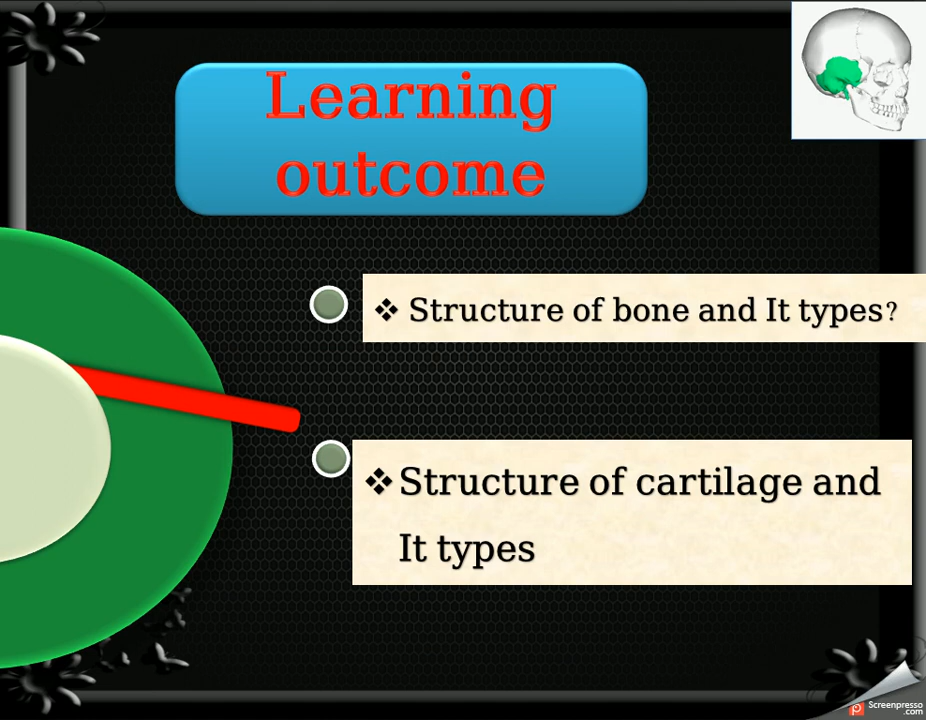 Learning
outcome
❖ Structure of bone and It types?
❖ Structure of cartilage and
It types
Screenpresso
.com